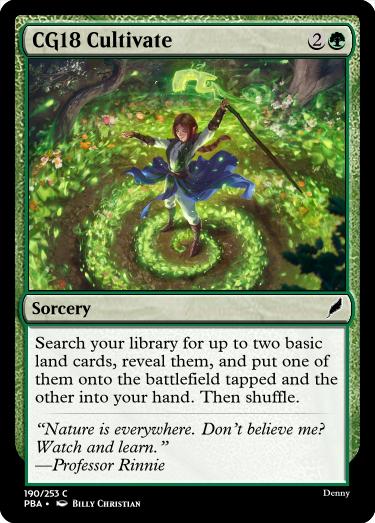 CG18 Cultivate 2
Sorcery
Search your library for up to two basic
land cards, reveal them, and put one of
them onto the battlefield tapped and the
other into your hand. Then shuffle.
“Nature is everywhere. Don’t believe me?
Watch and learn.”
—Professor Rinnie
190/253 C
Denny
PBA • Billy Christian